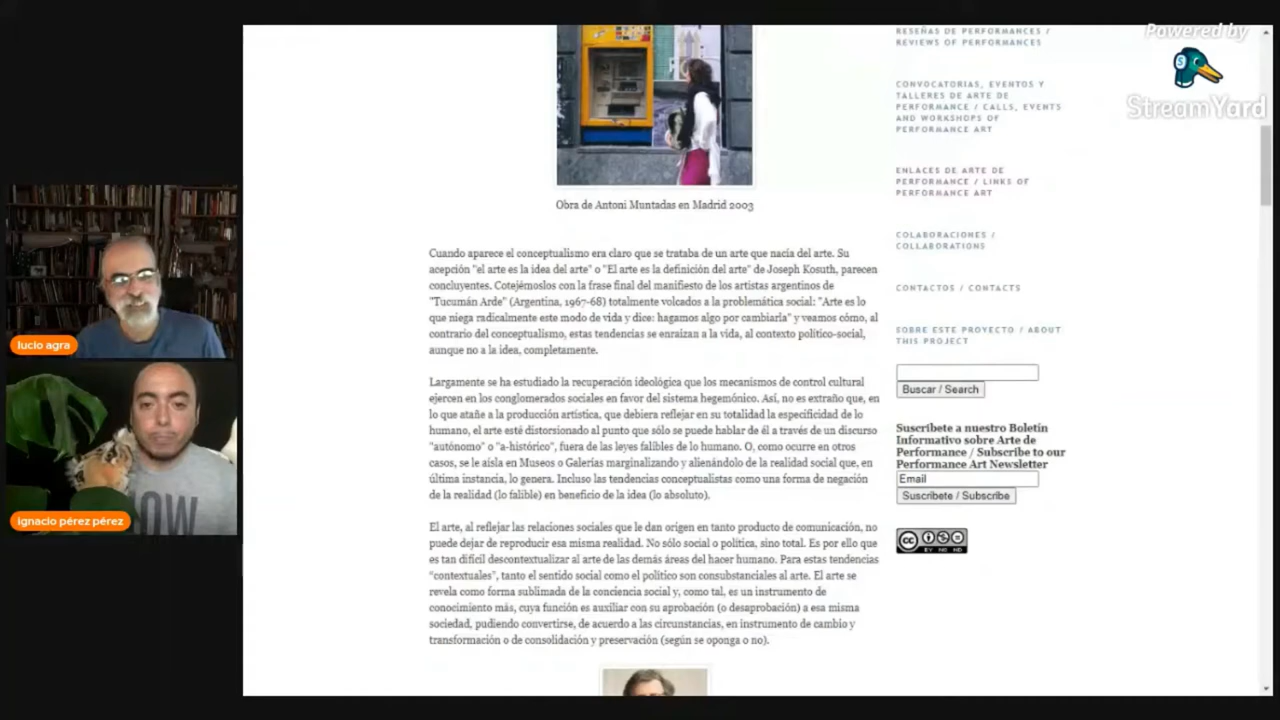 Powered by
StreamYard
lucio agra
ignacio pérez pérez
NOW
Obra de Antoni Muntadas en Madrid 2003
Cuando aparece el conceptualismo era claro que se trataba de un arte que nacía del arte. Su
acepción "el arte es la idea del arte" o "El arte es la definición del arte" de Joseph Kosuth, parecen
concluyentes. Cotejémoslos con la frase final del manifiesto de los artistas argentinos de
"Tucumán Arde" (Argentina, 1967-68) totalmente volcados a la problemática social: "Arte es lo
que niega radicalmente este modo de vida y dice: hagamos algo por cambiarla" y veamos cómo, al
contrario del conceptualismo, estas tendencias se enraizan a la vida, al contexto político-social,
aunque no a la idea, completamente.
Largamente se ha estudiado la recuperación ideológica que los mecanismos de control cultural
ejercen en los conglomerados sociales en favor del sistema hegemónico. Así, no es extraño que, en
lo que atañe a la producción artística, que debiera reflejar en su totalidad la especificidad de lo
humano, el arte esté distorsionado al punto que sólo se puede hablar de él a través de un discurso
"autónomo" o "a-histórico", fuera de las leyes falibles de lo humano. O, como ocurre en otros
casos, se le aísla en Museos o Galerías marginalizando y alienándolo de la realidad social que, en
última instancia, lo genera. Incluso las tendencias conceptualistas como una forma de negación
de la realidad (lo falible) en beneficio de la idea (lo absoluto).
El arte, al reflejar las relaciones sociales que le dan origen en tanto producto de comunicación, no
puede dejar de reproducir esa misma realidad. No sólo social o política, sino total. Es por ello que
es tan difícil descontextualizar al arte de las demás áreas del hacer humano. Para estas tendencias
"contextuales", tanto el sentido social como el político son consubstanciales al arte. El arte se
revela como forma sublimada de la conciencia social y, como tal, es un instrumento de
conocimiento más, cuya función es auxiliar con su aprobación (o desaprobación) a esa misma
sociedad, pudiendo convertirse, de acuerdo a las circunstancias, en instrumento de cambio y
transformación o de consolidación y preservación (según se oponga o no).
RESEÑAS DE PERFORMANCES /
REVIEWS OF PERFORMANCES
CONVOCATORIAS, EVENTOS Y
TALLERES DE ARTE DE
PERFORMANCE / CALLS, EVENTS
AND WORKSHOPS OF
PERFORMANCE ART
ENLACES DE ARTE DE
PERFORMANCE / LINKS OF
PERFORMANCE ART
COLABORACIONES /
COLLABORATIONS
CONTACTOS / CONTACTS
SOBRE ESTE PROYECTO / ABOUT
THIS PROJECT
Buscar / Search
Suscríbete a nuestro Boletín
Informativo sobre Arte de
Performance / Subscribe to our
Performance Art Newsletter
Email
Suscríbete / Subscribe
cc
BY NC ND